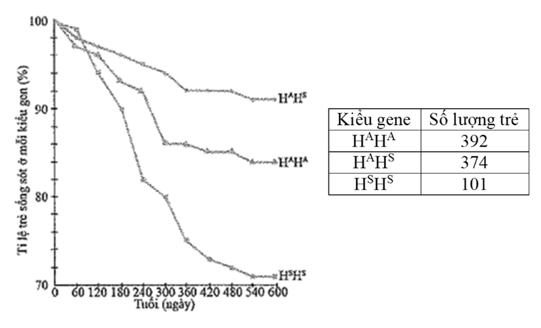 Tỉ lệ trẻ sống sót ở mỗi kiểu gen (%)
100
90
80
70
HᴬHˢ
HᴬHᴬ
HˢHˢ
0 60 120 180 240 300 360 420 480 540 600
Tuổi (ngày)
Kiểu gene Số lượng trẻ
HᴬHᴬ 392
HᴬHˢ 374
HˢHˢ 101